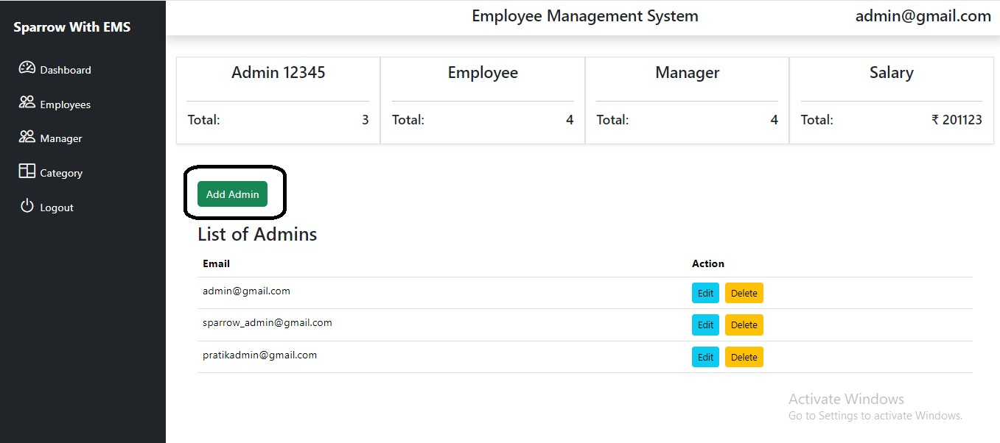 Sparrow With EMS
Dashboard
Employees
Manager
Category
Logout
Employee Management System
admin@gmail.com
Admin 12345
Total: 3
Employee
Total: 4
Manager
Total: 4
Salary
Total: ₹ 201123
Add Admin
List of Admins
Email Action
admin@gmail.com Edit Delete
sparrow_admin@gmail.com Edit Delete
pratikadmin@gmail.com Edit Delete
Activate Windows
Go to Settings to activate Windows.